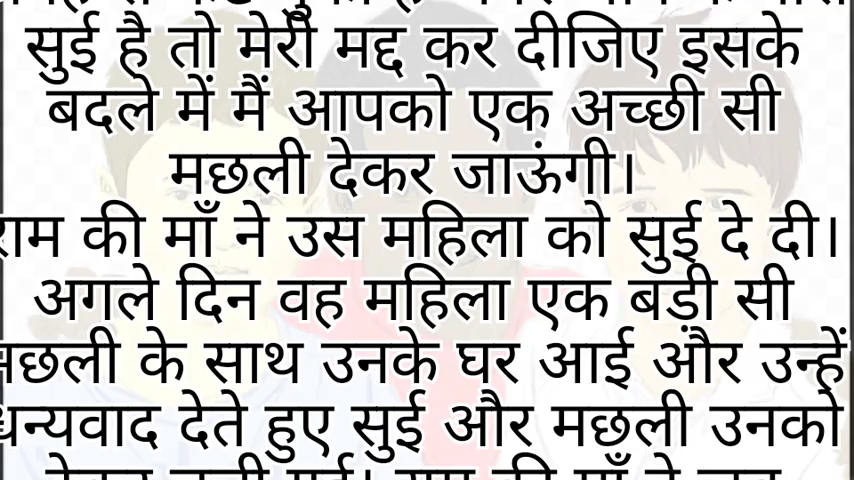 सुई है तो मेरी मद्द कर दीजिए इसके
बदले में मैं आपको एक अच्छी सी
मछली देकर जाऊंगी।
राम की माँ ने उस महिला को सुई दे दी।
अगले दिन वह महिला एक बड़ी सी
मछली के साथ उनके घर आई और उन्हें
धन्यवाद देते हुए सुई और मछली उनको